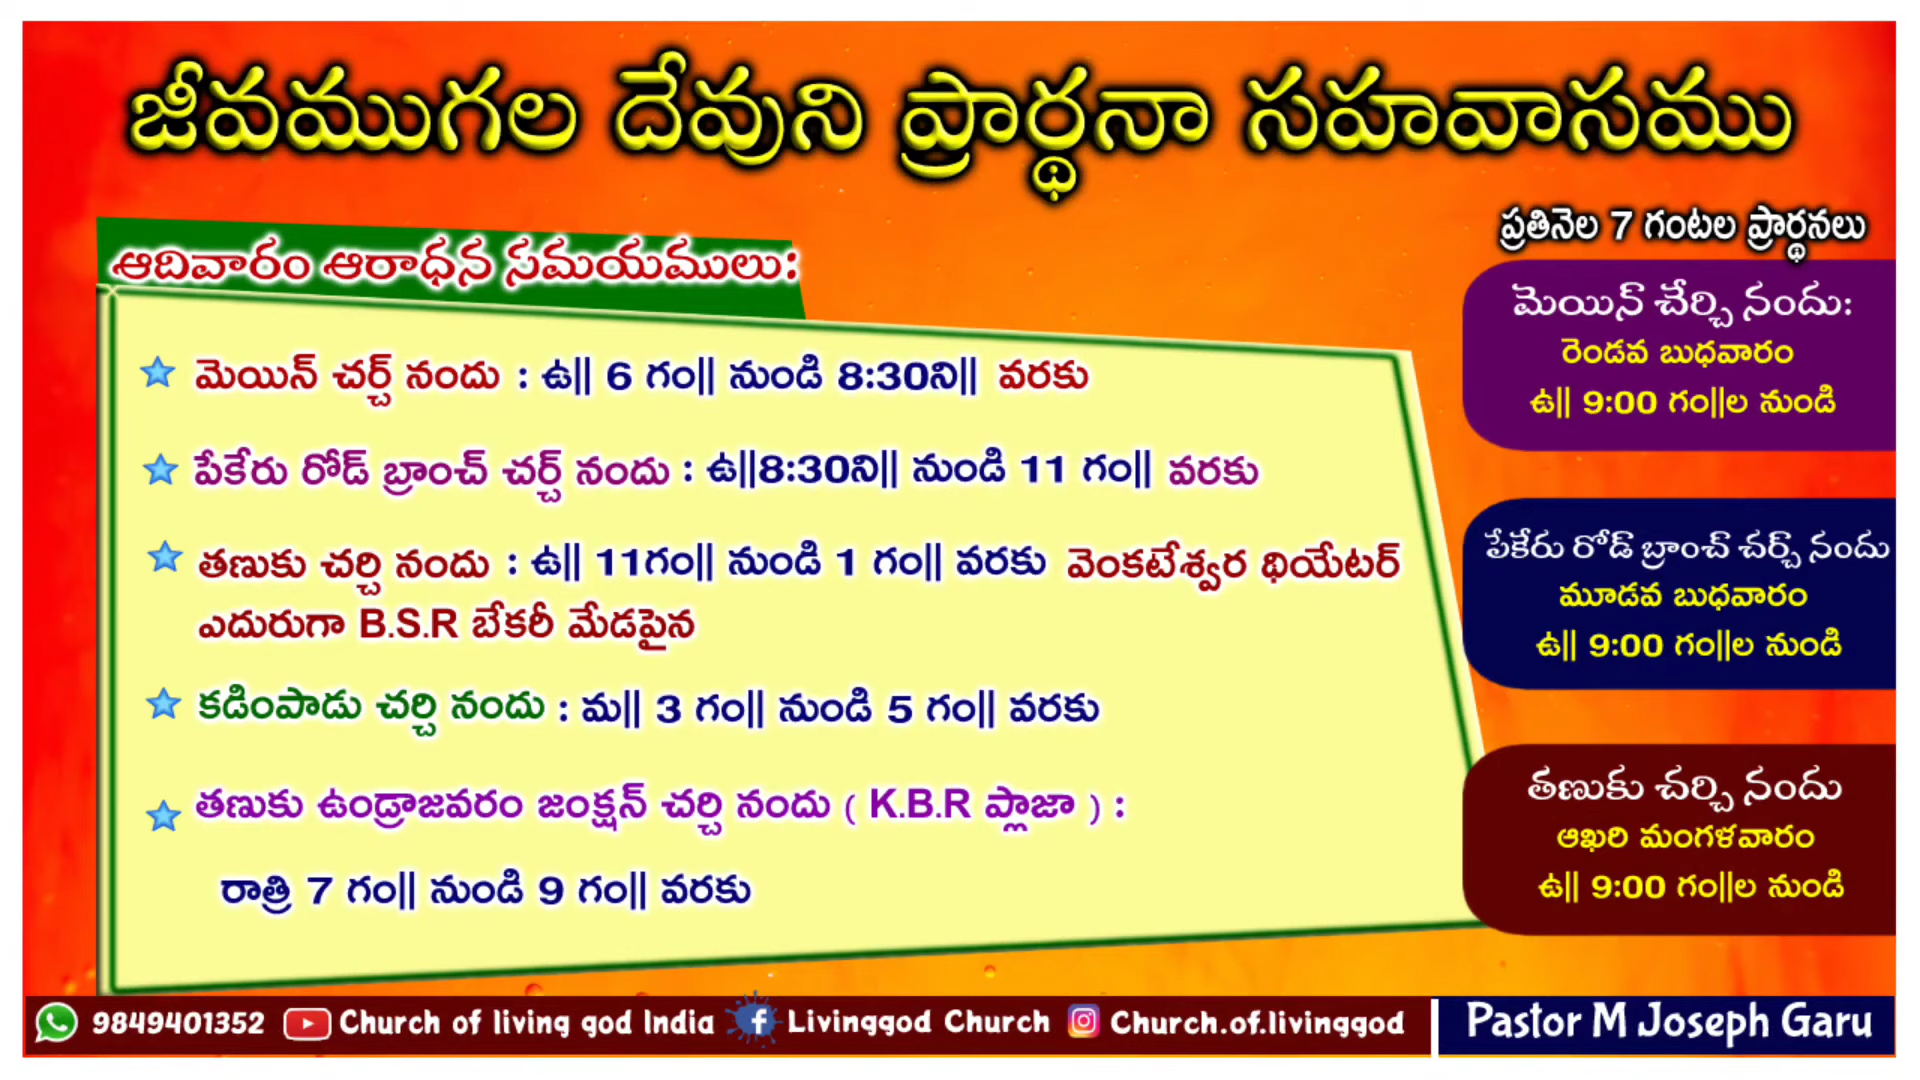 జీవముగల దేవుని ప్రార్థనా సహవాసము
ఆదివారం ఆరాధన సమయములు:
మెయిన్ చర్చ్ నందు : ఉ|| 6 గం|| నుండి 8:30ని|| వరకు
పేకేరు రోడ్ బ్రాంచ్ చర్చ్ నందు : ఉ||8:30ని|| నుండి 11 గం|| వరకు
తణుకు చర్చి నందు : ఉ|| 11గం|| నుండి 1 గం|| వరకు వెంకటేశ్వర థియేటర్
ఎదురుగా B.S.R బేకరీ మేడపైన
కడింపాడు చర్చి నందు : మ|| 3 గం|| నుండి 5 గం|| వరకు
తణుకు ఉండ్రాజవరం జంక్షన్ చర్చి నందు ( K.B.R ప్లాజా ) :
రాత్రి 7 గం|| నుండి 9 గం|| వరకు
ప్రతినెల 7 గంటల ప్రార్థనలు
మెయిన్ చేర్చి నందు:
రెండవ బుధవారం
ఉ|| 9:00 గం||ల నుండి
పేకేరు రోడ్ బ్రాంచ్ చర్చ్ నందు
మూడవ బుధవారం
ఉ|| 9:00 గం||ల నుండి
తణుకు చర్చి నందు
ఆఖరి మంగళవారం
ఉ|| 9:00 గం||ల నుండి
9849401352 Church of living god India Livinggod Church Church.of.livinggod Pastor M Joseph Garu